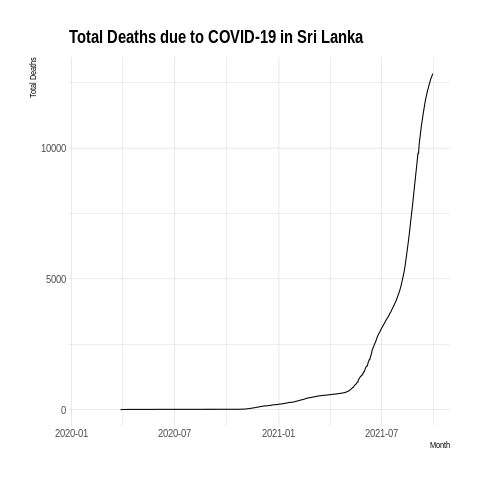 Total Deaths due to COVID-19 in Sri Lanka
Total Deaths
10000
5000
0
2020-01 2020-07 2021-01 2021-07
Month